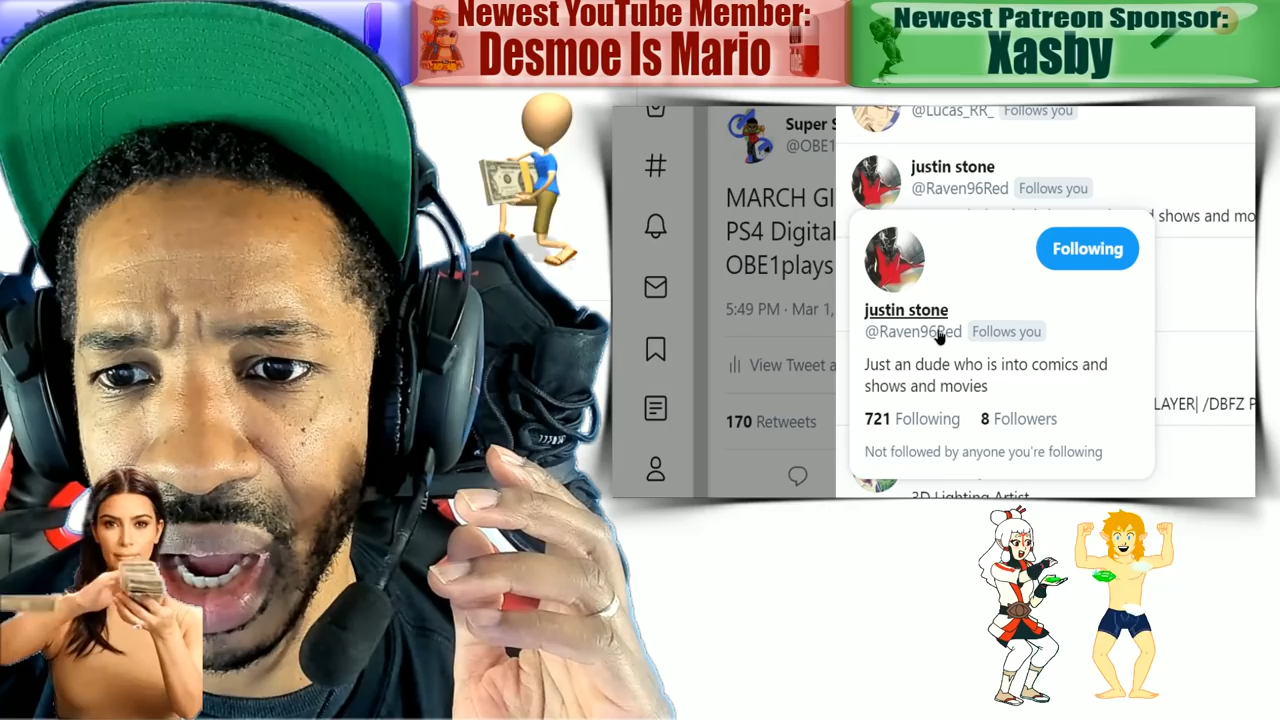 Newest YouTube Member:
Desmoe Is Mario
Newest Patreon Sponsor:
Xasby
Super S
@OBE1
MARCH GI
PS4 Digital
OBE1plays
5:49 PM · Mar 1,
View Tweet a
170 Retweets
@Lucas_RR_ Follows you
justin stone
@Raven96Red Follows you
d shows and mo
Following
justin stone
@Raven96Red Follows you
Just an dude who is into comics and
shows and movies
721 Following 8 Followers
Not followed by anyone you're following
LAYER| /DBFZ P
3D Lighting Artist